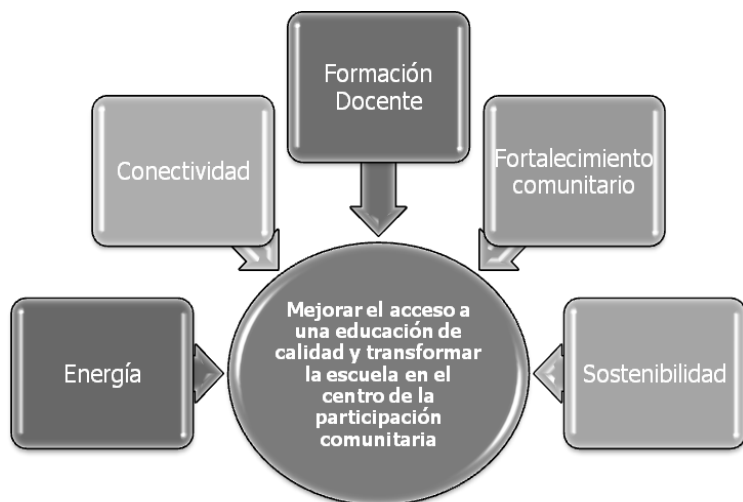 Formación
Docente
Conectividad
Fortalecimiento
comunitario
Energía
Mejorar el acceso a
una educación de
calidad y transformar
la escuela en el
centro de la
participación
comunitaria
Sostenibilidad